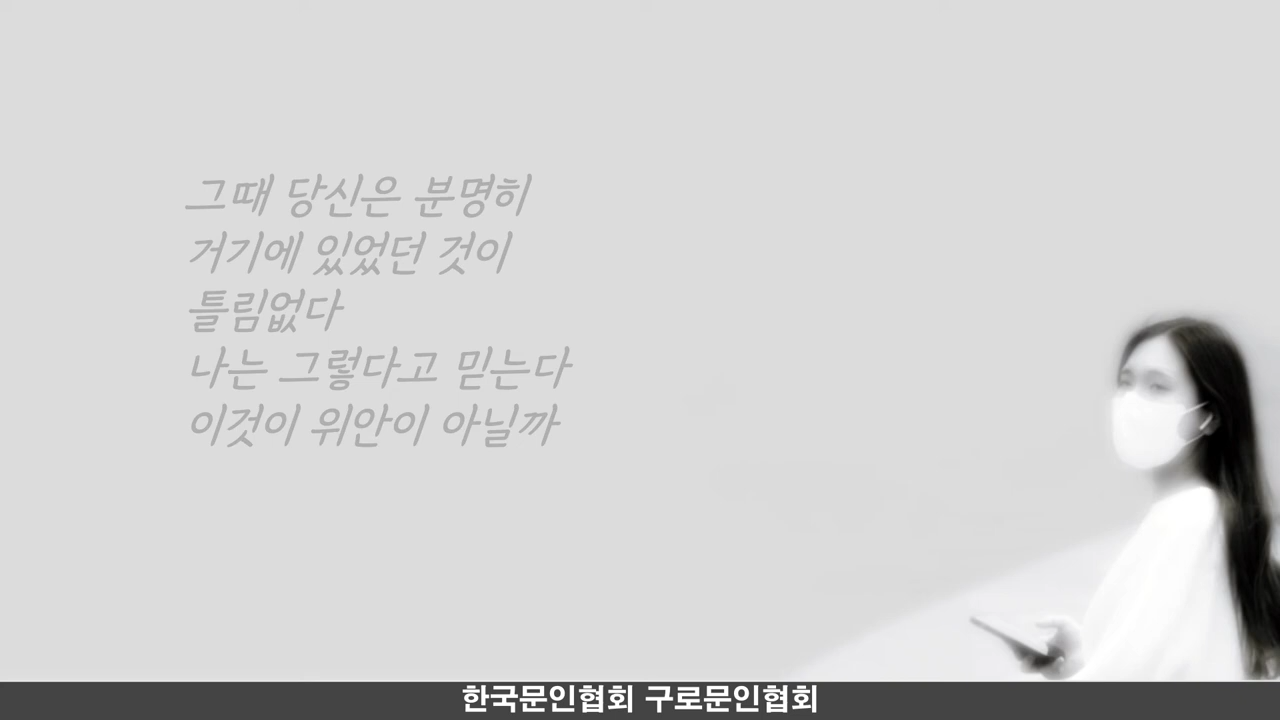 그때 당신은 분명히
거기에 있었던 것이
틀림없다
나는 그렇다고 믿는다
이것이 위안이 아닐까
한국문인협회 구로문인협회